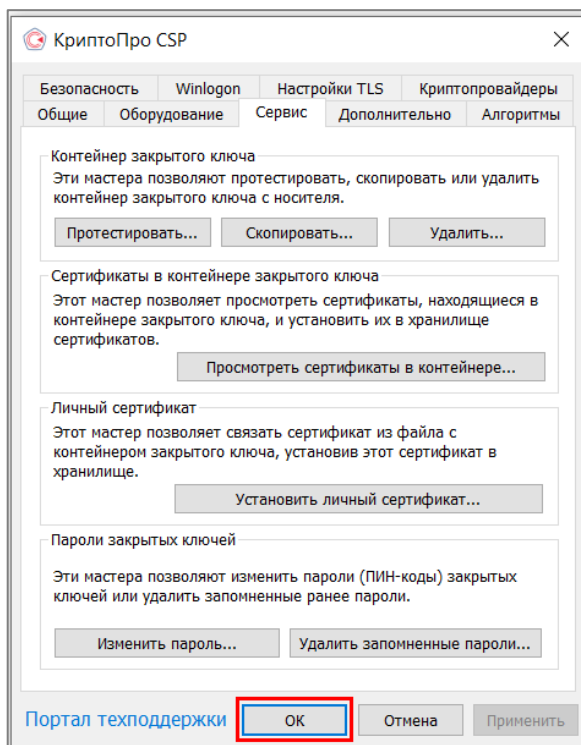 КриптоПро CSP
Безопасность Winlogon Настройки TLS Криптопровайдеры
Общие Оборудование Сервис Дополнительно Алгоритмы
Контейнер закрытого ключа
Эти мастера позволяют протестировать, скопировать или удалить
контейнер закрытого ключа с носителя.
Протестировать... Скопировать... Удалить...
Сертификаты в контейнере закрытого ключа
Этот мастер позволяет просмотреть сертификаты, находящиеся в
контейнере закрытого ключа, и установить их в хранилище
сертификатов.
Просмотреть сертификаты в контейнере...
Личный сертификат
Этот мастер позволяет связать сертификат из файла с
контейнером закрытого ключа, установив этот сертификат в
хранилище.
Установить личный сертификат...
Пароли закрытых ключей
Эти мастера позволяют изменить пароли (ПИН-коды) закрытых
ключей или удалить запомненные ранее пароли.
Изменить пароль... Удалить запомненные пароли...
Портал техподдержки ОК Отмена Применить